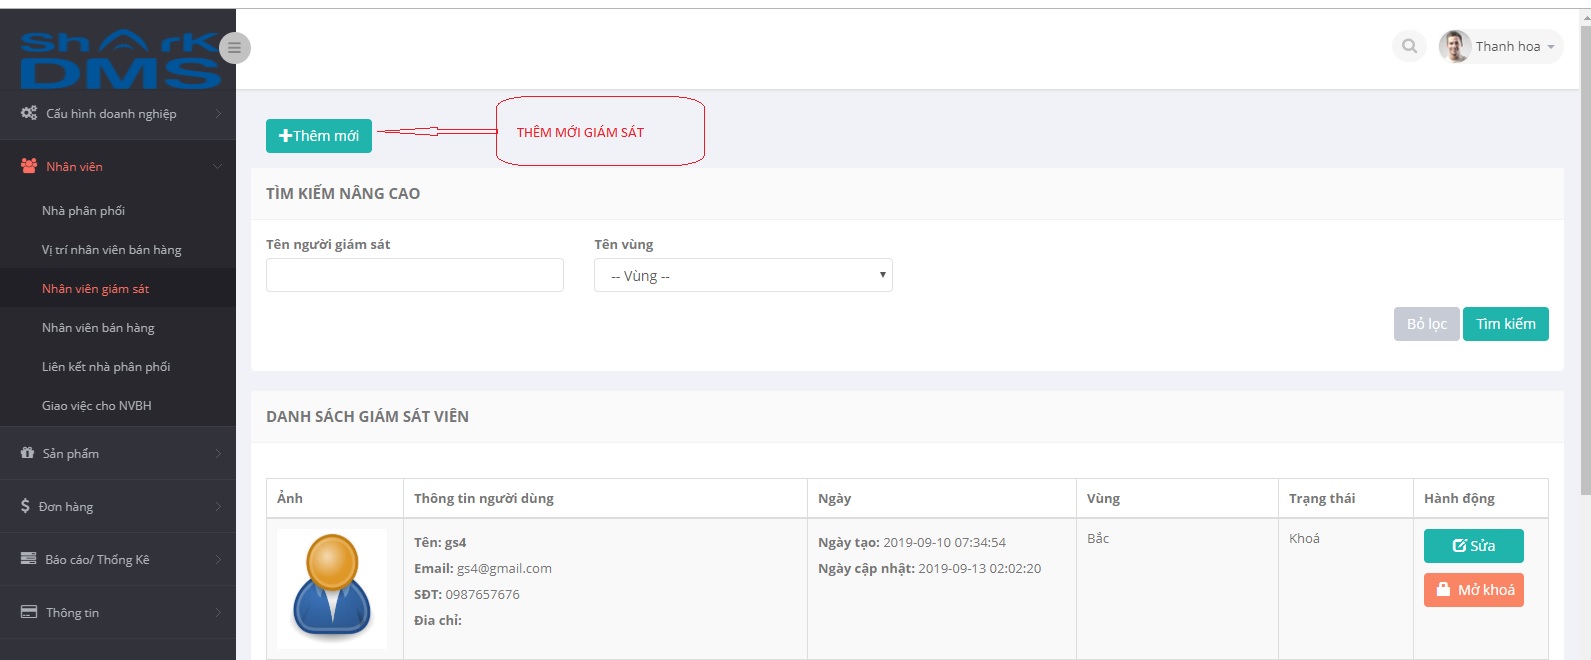 ShArK
DMS
Thanh hoa
Cấu hình doanh nghiệp
Nhân viên
Nhà phân phối
Vị trí nhân viên bán hàng
Nhân viên giám sát
Nhân viên bán hàng
Liên kết nhà phân phối
Giao việc cho NVBH
Sản phẩm
Đơn hàng
Báo cáo/ Thống Kê
Thông tin
Thêm mới
THÊM MỚI GIÁM SÁT
TÌM KIẾM NÂNG CAO
Tên người giám sát
Tên vùng
-- Vùng --
Bỏ lọc
Tìm kiếm
DANH SÁCH GIÁM SÁT VIÊN
Ảnh Thông tin người dùng Ngày Vùng Trạng thái Hành động
Tên: gs4
Email: gs4@gmail.com
SĐT: 0987657676
Đia chỉ:
Ngày tạo: 2019-09-10 07:34:54
Ngày cập nhật: 2019-09-13 02:02:20
Bắc
Khoá
Sửa
Mở khoá